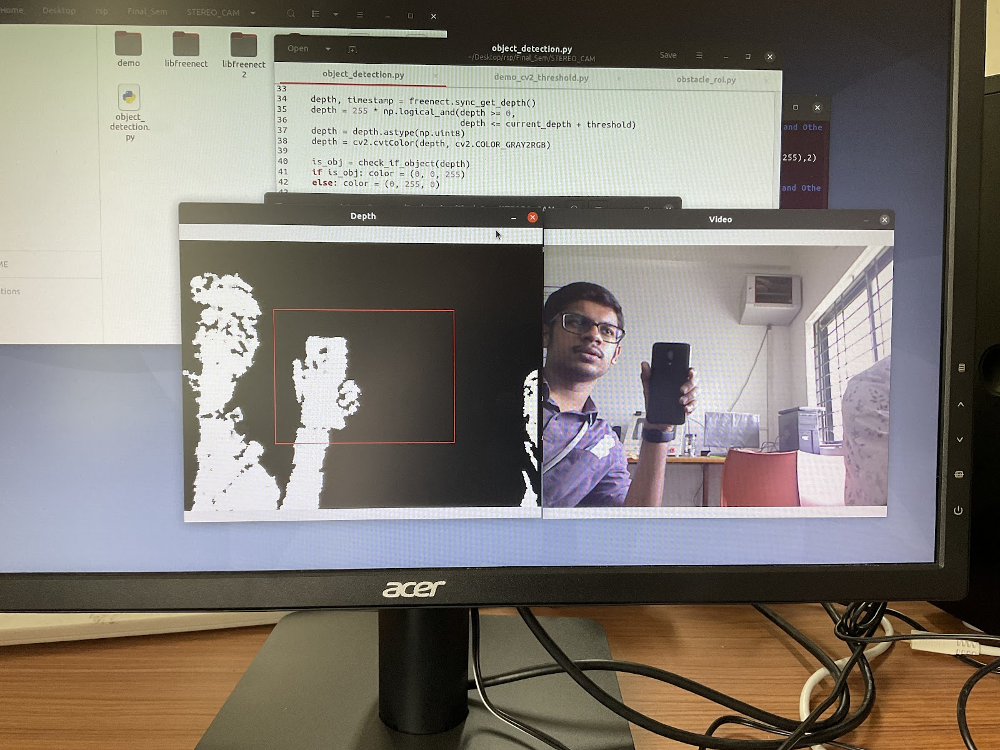 Home Desktop rsp Final_Sem STEREO_CAM
demo
libfreenect
libfreenect
2
object_
detection.
py
ME
tions
Open
object_detection.py
~/Desktop/rsp/Final_Sem/STEREO_CAM
Save
object_detection.py demo_cv2_threshold.py obstacle_roi.py
33
34 depth, timestamp = freenect.sync_get_depth()
35 depth = 255 * np.logical_and(depth >= 0,
36 depth <= current_depth + threshold)
37 depth = depth.astype(np.uint8)
38 depth = cv2.cvtColor(depth, cv2.COLOR_GRAY2RGB)
39
40 is_obj = check_if_object(depth)
41 if is_obj: color = (0, 0, 255)
42 else: color = (0, 255, 0)
and Othe
255),2)
and Othe
Depth
Video
acer